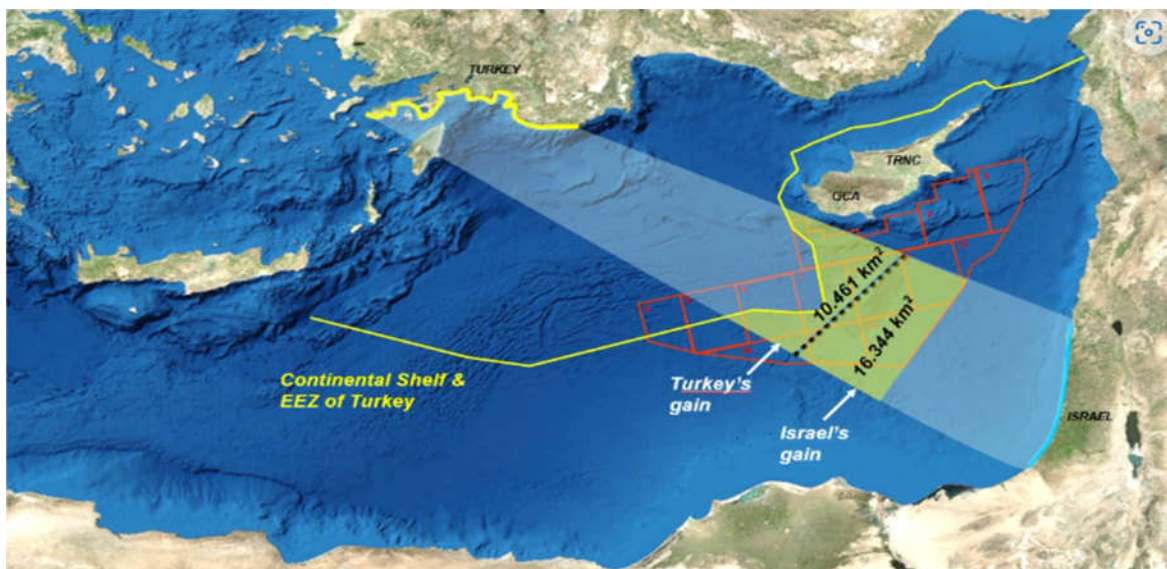 TURKEY
TRNC
GCA
10.461 km²
16.344 km²
Continental Shelf &
EEZ of Turkey
Turkey's
gain
Israel's
gain
ISRAEL